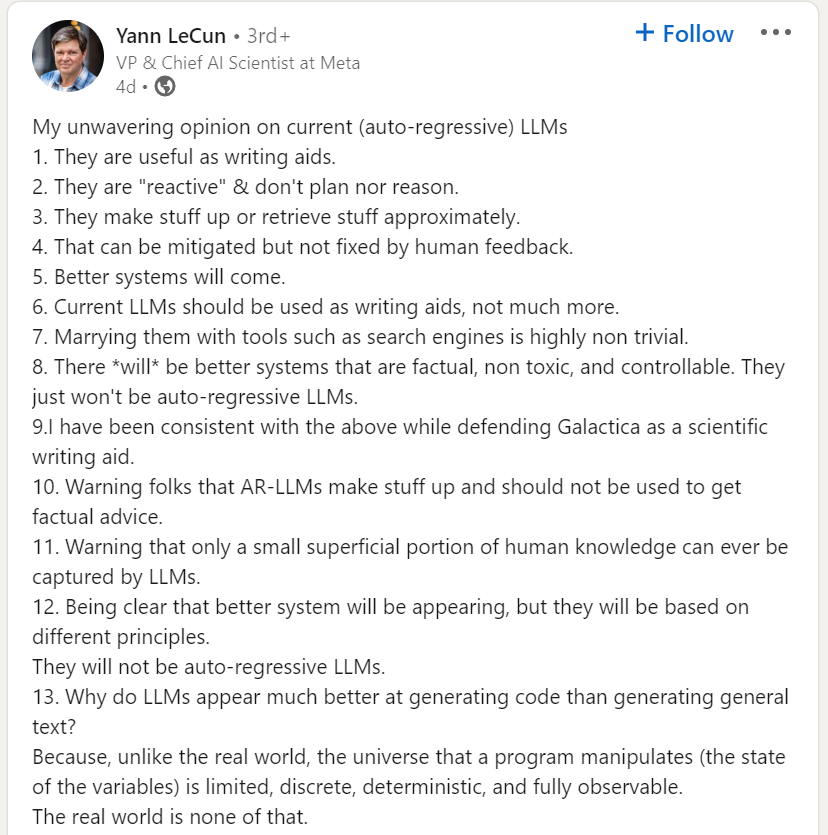 Yann LeCun • 3rd+
+ Follow •••
VP & Chief AI Scientist at Meta
4d •
My unwavering opinion on current (auto-regressive) LLMs
1. They are useful as writing aids.
2. They are "reactive" & don't plan nor reason.
3. They make stuff up or retrieve stuff approximately.
4. That can be mitigated but not fixed by human feedback.
5. Better systems will come.
6. Current LLMs should be used as writing aids, not much more.
7. Marrying them with tools such as search engines is highly non trivial.
8. There *will* be better systems that are factual, non toxic, and controllable. They
just won't be auto-regressive LLMs.
9.I have been consistent with the above while defending Galactica as a scientific
writing aid.
10. Warning folks that AR-LLMs make stuff up and should not be used to get
factual advice.
11. Warning that only a small superficial portion of human knowledge can ever be
captured by LLMs.
12. Being clear that better system will be appearing, but they will be based on
different principles.
They will not be auto-regressive LLMs.
13. Why do LLMs appear much better at generating code than generating general
text?
Because, unlike the real world, the universe that a program manipulates (the state
of the variables) is limited, discrete, deterministic, and fully observable.
The real world is none of that.